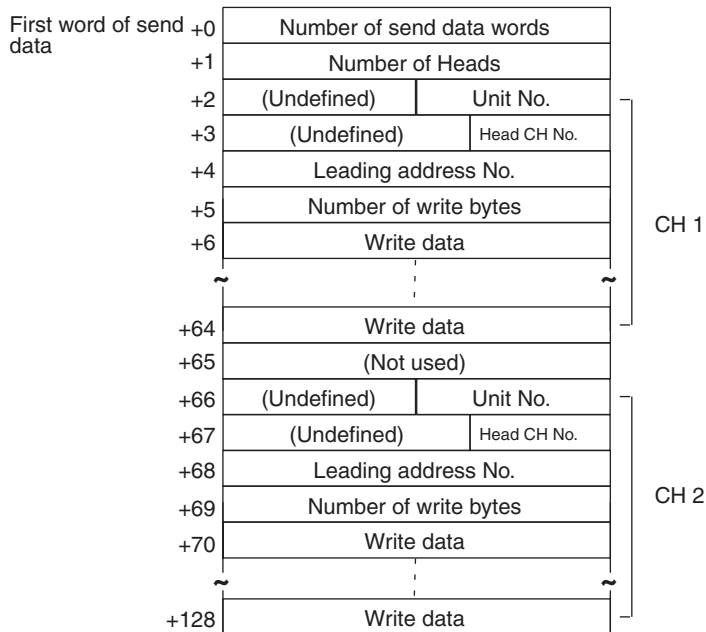 First word of send data
+0 Number of send data words
+1 Number of Heads
+2 (Undefined) Unit No.
+3 (Undefined) Head CH No.
+4 Leading address No.
+5 Number of write bytes
+6 Write data
CH 1
+64 Write data
+65 (Not used)
+66 (Undefined) Unit No.
+67 (Undefined) Head CH No.
+68 Leading address No.
+69 Number of write bytes
+70 Write data
CH 2
+128 Write data